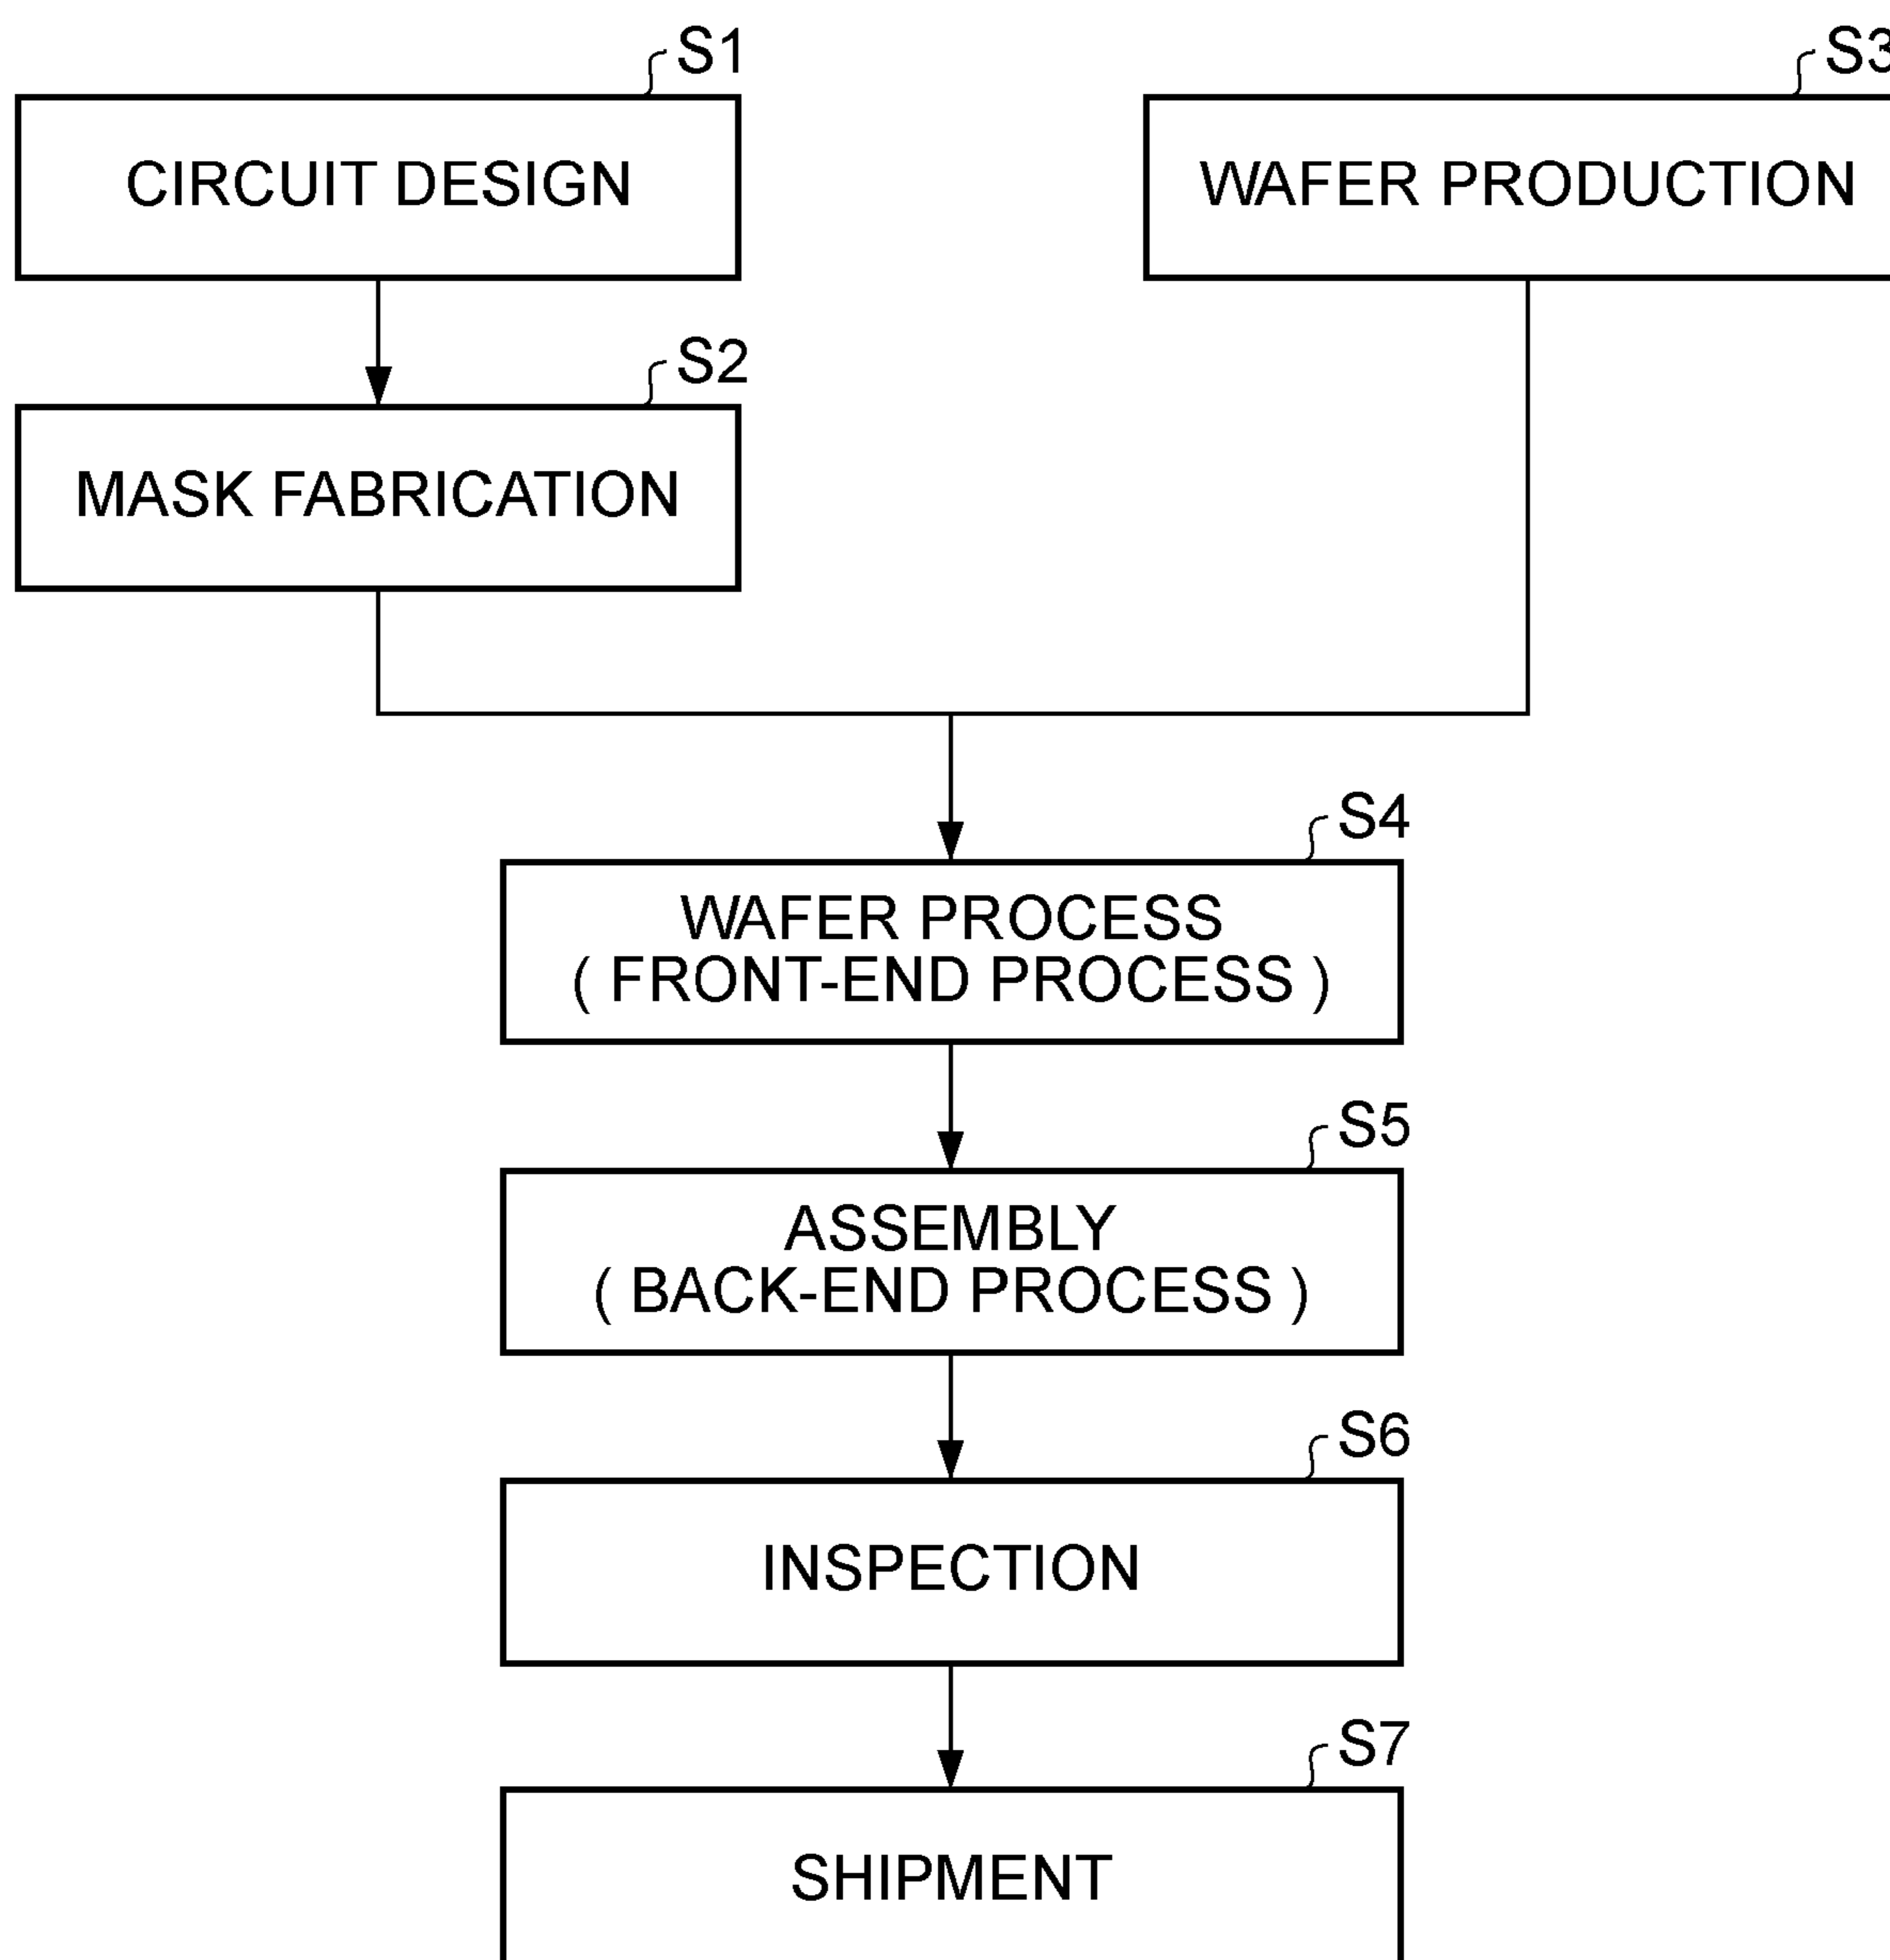 S1
CIRCUIT DESIGN
S3
WAFER PRODUCTION
S2
MASK FABRICATION
S4
WAFER PROCESS
( FRONT-END PROCESS )
S5
ASSEMBLY
( BACK-END PROCESS )
S6
INSPECTION
S7
SHIPMENT